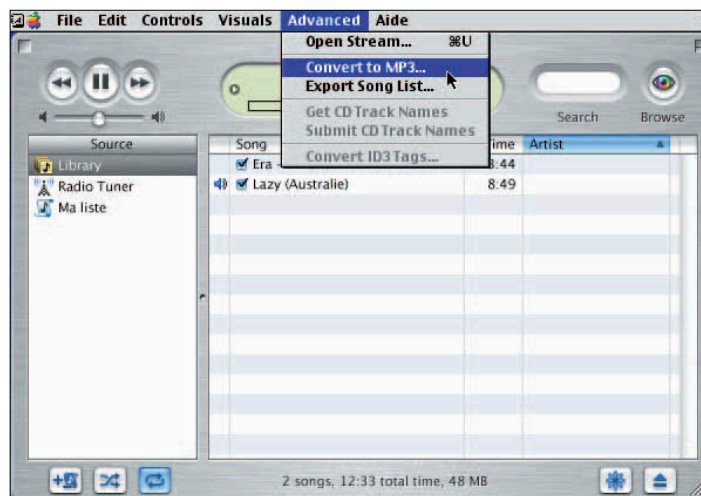 File Edit Controls Visuals Advanced Aide
Open Stream... ⌘U
Convert to MP3...
Export Song List...
Get CD Track Names
Submit CD Track Names
Convert ID3 Tags...
Search Browse
Source
Library
Radio Tuner
Ma liste
Song ime Artist
Era - :44
Lazy (Australie) 8:49
2 songs, 12:33 total time, 48 MB